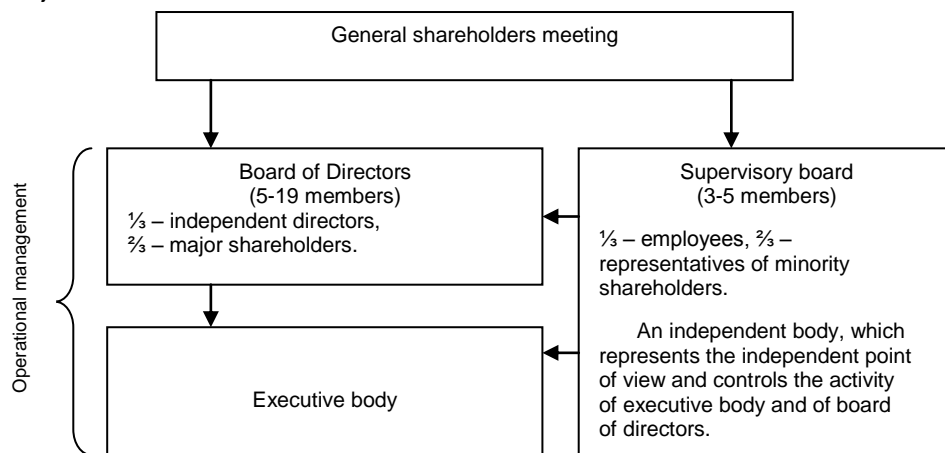 General shareholders meeting
Operational management
Board of Directors
(5-19 members)
⅓ – independent directors,
⅔ – major shareholders.
Supervisory board
(3-5 members)
⅓ – employees, ⅔ –
representatives of minority
shareholders.
An independent body, which
represents the independent point
of view and controls the activity
of executive body and of board
of directors.
Executive body